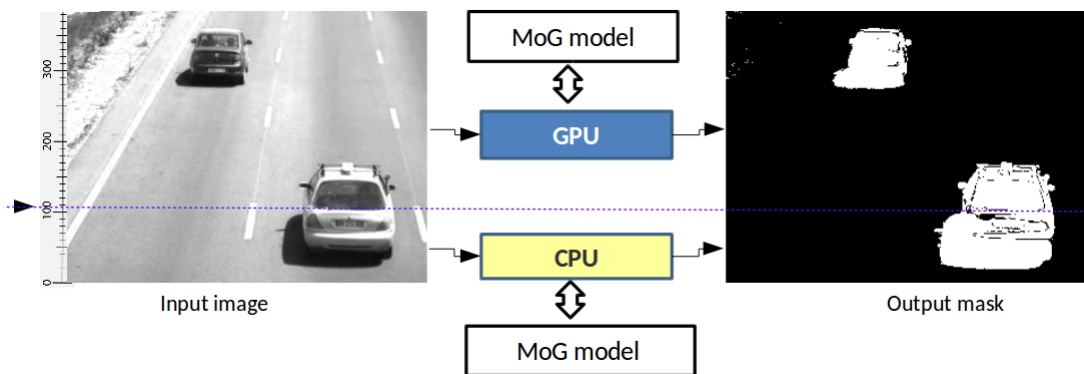 MoG model
300
200
100
0
GPU
CPU
Input image
Output mask
MoG model